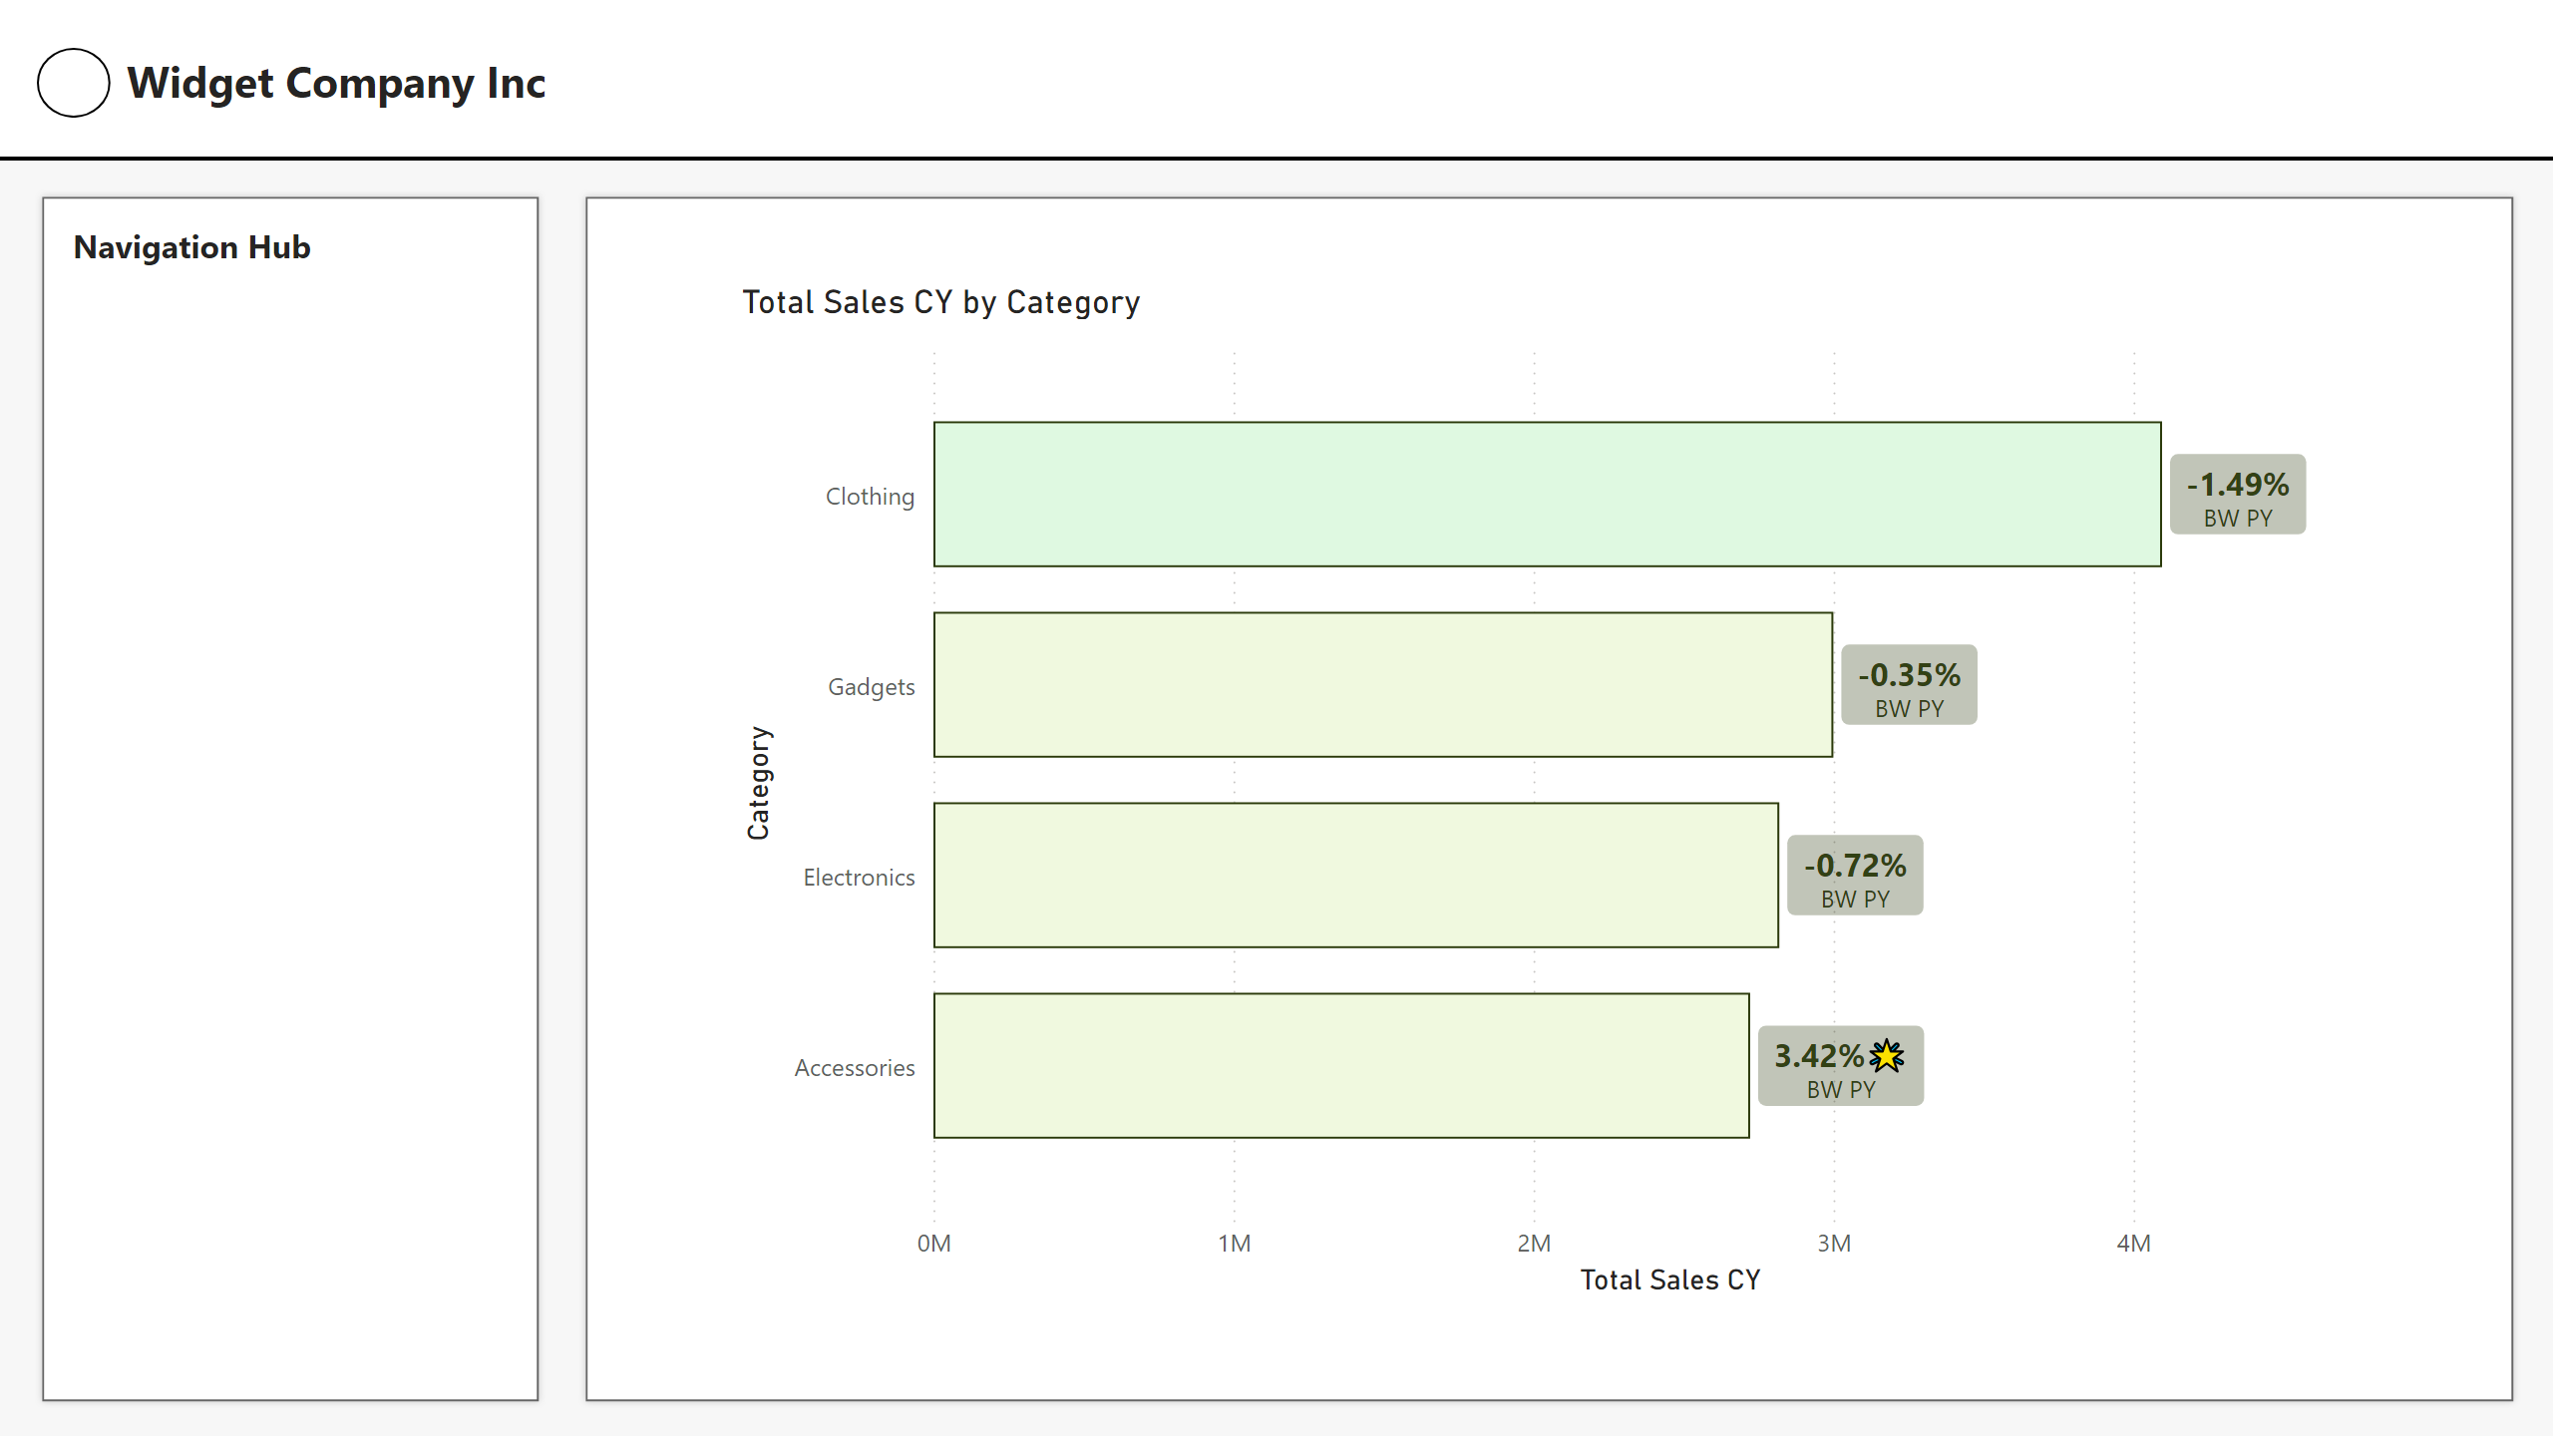 Widget Company Inc
Navigation Hub
Total Sales CY by Category
Category
Clothing
-1.49%
BW PY
Gadgets
-0.35%
BW PY
Electronics
-0.72%
BW PY
Accessories
3.42%
BW PY
0M 1M 2M 3M 4M
Total Sales CY